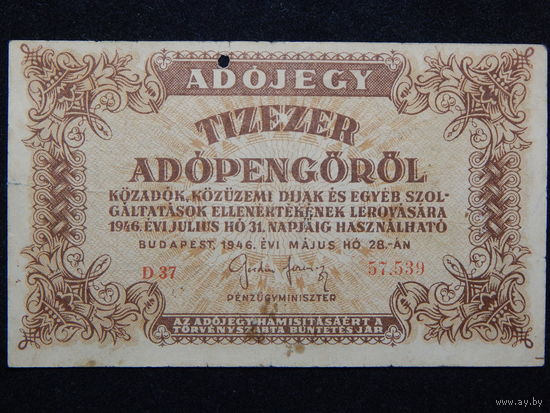 ADÓJEGY
TIZEZER
ADÓPENGŐRŐL
KÖZADÓK, KÖZÜZEMI DIJAK ÉS EGYÉB SZOL-
GÁLTATÁSOK ELLENÉRTÉKÉNEK LEROVÁSÁRA
1946. ÉVI JULIUS HÓ 31. NAPJÁIG HASZNÁLHATÓ
BUDAPEST, 1946. ÉVI MÁJUS HÓ 28.-ÁN
D 37 57.539
PÉNZÜGYMINISZTER
AZ ADÓJEGY HAMISITÁSÁÉRT A
TÖRVÉNYSZABTA BÜNTETÉS JÁR
www.ay.by